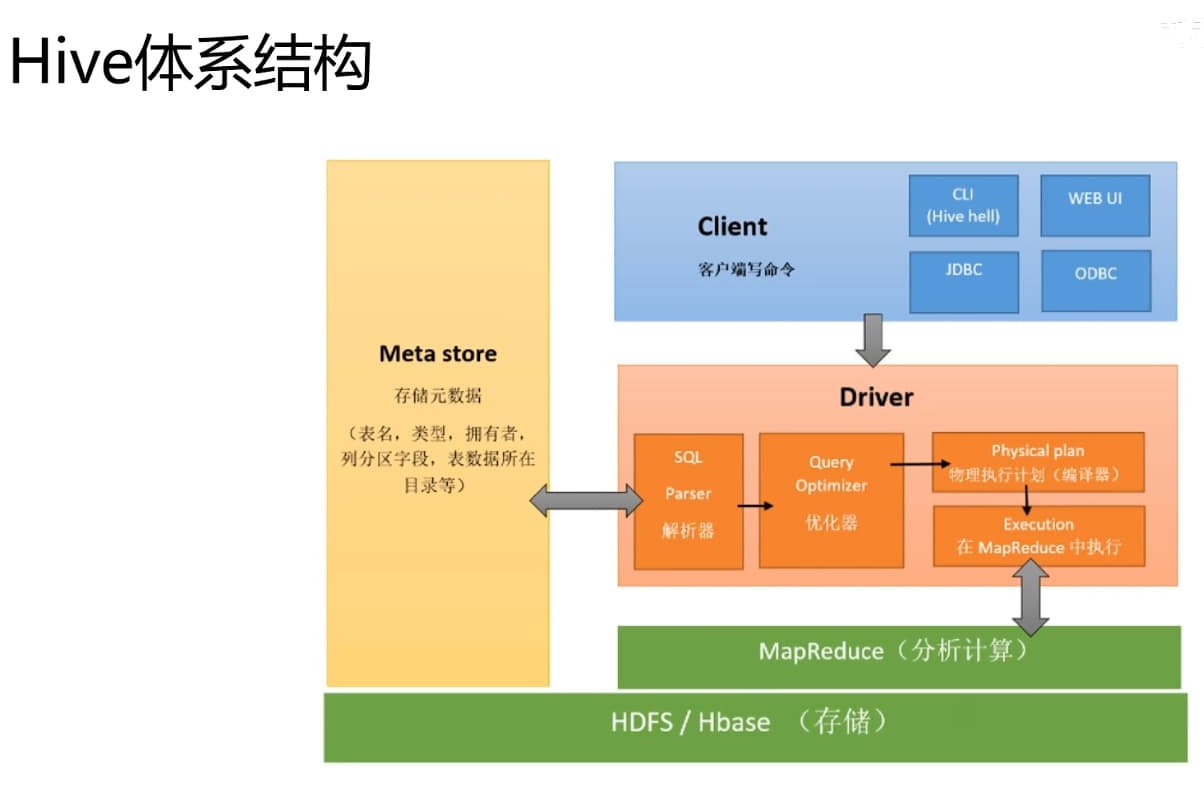 Hive体系结构
Meta store
存储元数据
（表名，类型，拥有者，
列分区字段，表数据所在
目录等）
Client
客户端写命令
CLI
(Hive hell)
WEB UI
JDBC
ODBC
Driver
SQL
Parser
解析器
Query
Optimizer
优化器
Physical plan
物理执行计划（编译器）
Execution
在 MapReduce 中执行
MapReduce（分析计算）
HDFS / Hbase （存储）